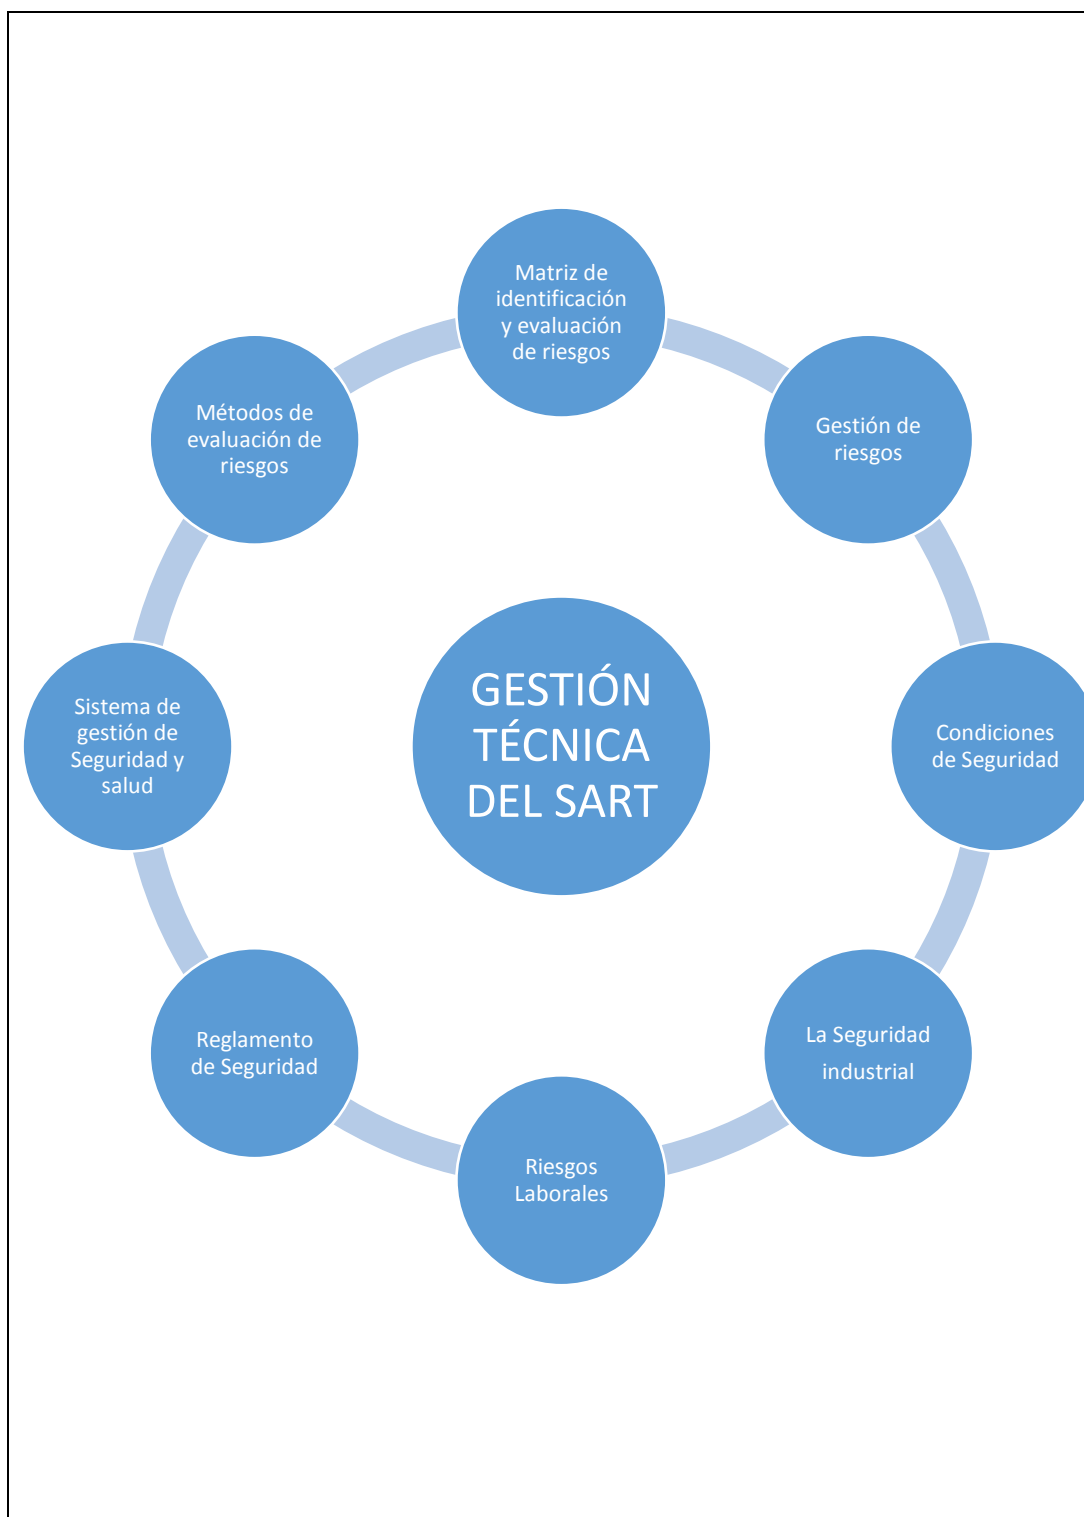 Matriz de
identificación
y evaluación
de riesgos
Gestión de
riesgos
Condiciones
de Seguridad
La Seguridad
industrial
Riesgos
Laborales
Reglamento
de Seguridad
Sistema de
gestión de
Seguridad y
salud
Métodos de
evaluación de
riesgos
GESTIÓN
TÉCNICA
DEL SART